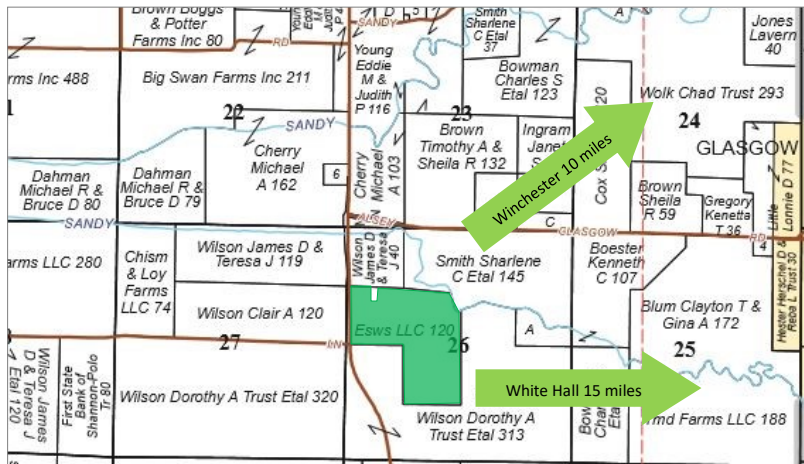 Brown Boggs
& Potter
Farms Inc 80
SANDY
RD
D
5
Smith
Sharlene
C Etal
37
A
Jones
Lavern
40
rms Inc 488
Big Swan Farms Inc 211
Young
Eddie
M &
Judith
P 116
Bowman
Charles S
Etal 123
Wolk Chad Trust 293
22
23
24
SANDY
Cherry
Michael
A 162
6
Cherry
Michael
A 103
Brown
Timothy A &
Sheila R 132
Ingram
Janet
Winchester 10 miles
GLASGOW
Dahman
Michael R &
Bruce D 80
Dahman
Michael R &
Bruce D 79
Brown
Sheila
R 59
Gregory
Kenetta
T 36
Little
Lonnie D 77
SANDY
ALSEY
GLASGOW
RD
C
4
arms LLC 280
Chism
& Loy
Farms
LLC 74
Wilson James D &
Teresa J 119
Wilson
James D
& Teresa
J 40
Smith Sharlene
C Etal 145
Boester
Kenneth
C 107
Hester Herschel D &
Reba L Trust 30
Wilson Clair A 120
Esws LLC 120
A
Blum Clayton T &
Gina A 172
27
LN
26
25
Wilson James
D & Teresa J
Etal 120
First State
Bank of
Shannon-Polo
Tr 80
Wilson Dorothy A Trust Etal 320
White Hall 15 miles
Wilson Dorothy A
Trust Etal 313
rmd Farms LLC 188